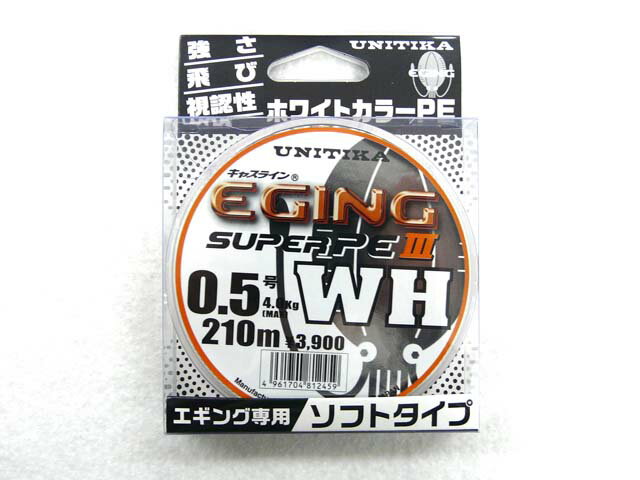 強さ
飛び
視認性
UNITIKA
EGING
ホワイトカラーPE
UNITIKA
キャスライン®
EGING
SUPER PE III
WH
0.5号
4.0Kg
(MAX)
210m
¥3,900
4 961704 812459
エギング専用
ソフトタイプ